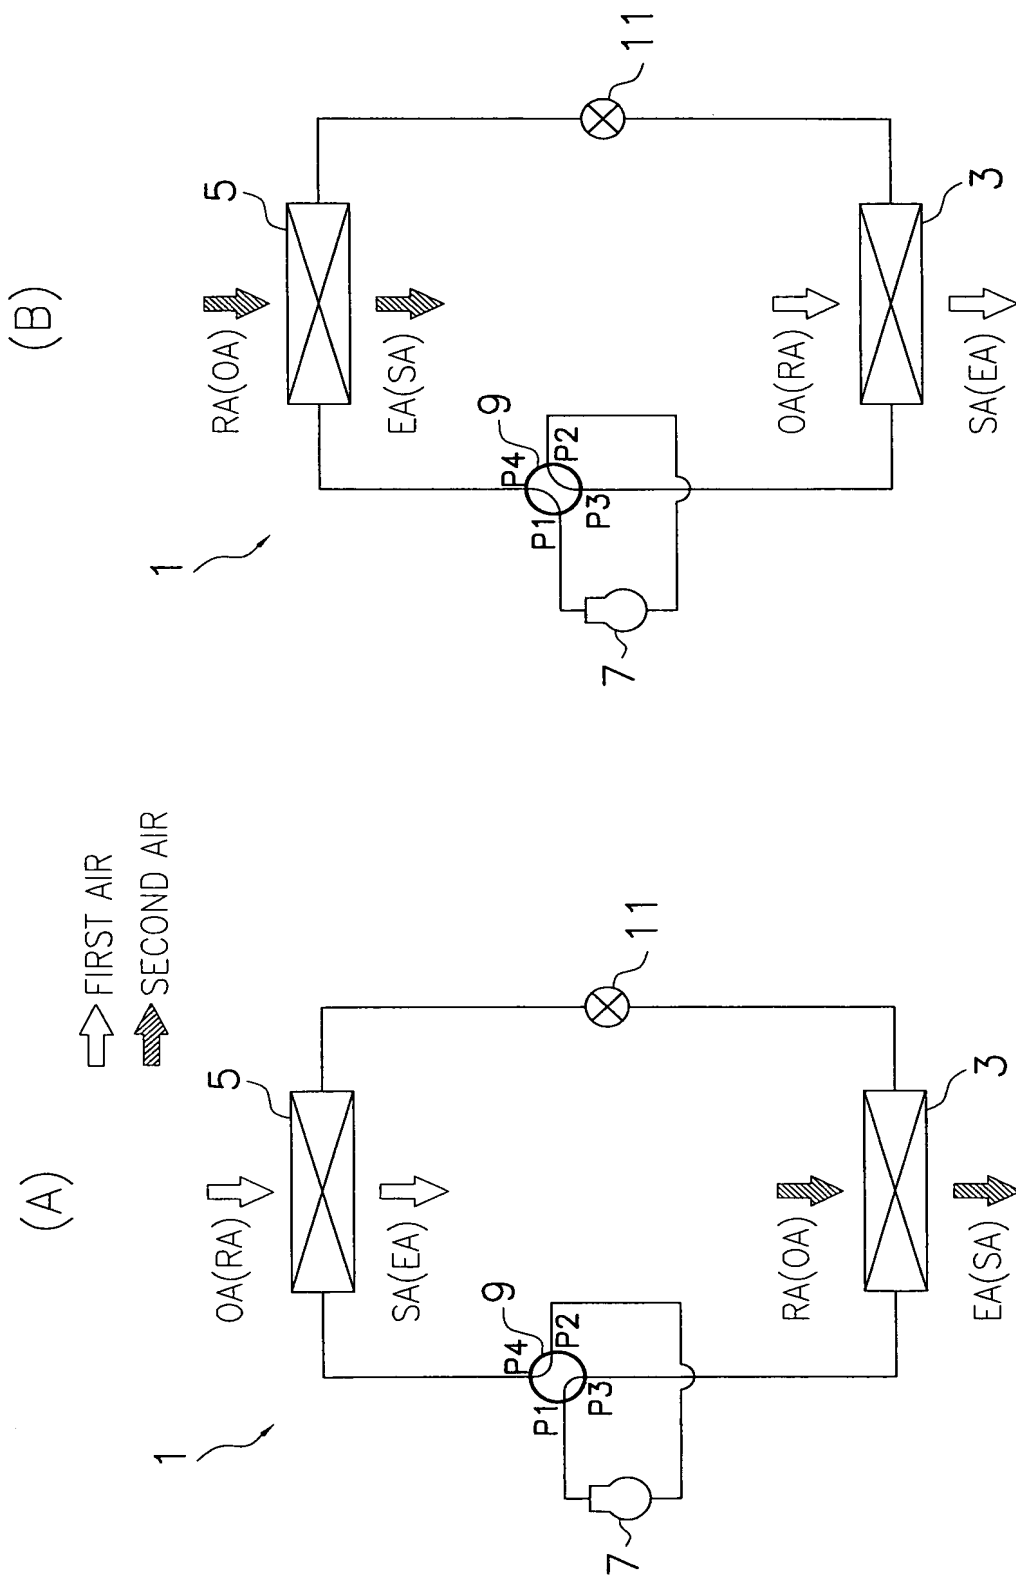 (A)
(B)
FIRST AIR
SECOND AIR
1
OA(RA)
5
SA(EA)
9
P4
P2
P1
P3
7
11
RA(OA)
3
EA(SA)
1
RA(OA)
5
EA(SA)
9
P4
P2
P1
P3
7
11
OA(RA)
3
SA(EA)